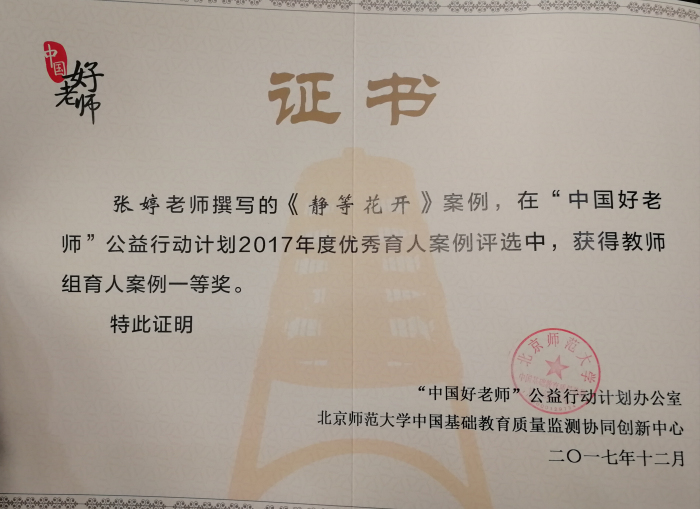 中国
好老师
证书
张婷老师撰写的《静等花开》案例，在“中国好老
师”公益行动计划2017年度优秀育人案例评选中，获得教师
组育人案例一等奖。
特此证明
北京师范大学
“中国好老师”公益行动计划办公室
北京师范大学中国基础教育质量监测协同创新中心
二〇一七年十二月